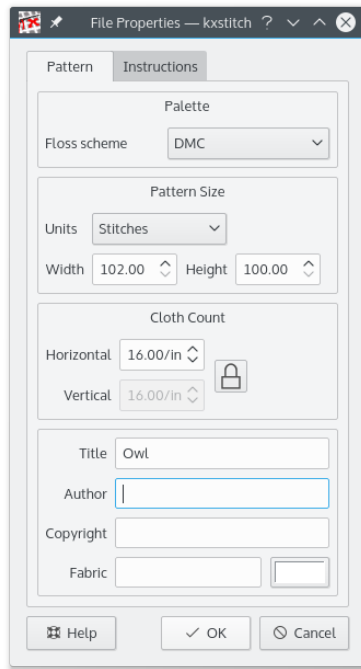 File Properties — kxstitch
Pattern Instructions
Palette
Floss scheme DMC
Pattern Size
Units Stitches
Width 102.00 Height 100.00
Cloth Count
Horizontal 16.00/in
Vertical 16.00/in
Title Owl
Author
Copyright
Fabric
Help OK Cancel